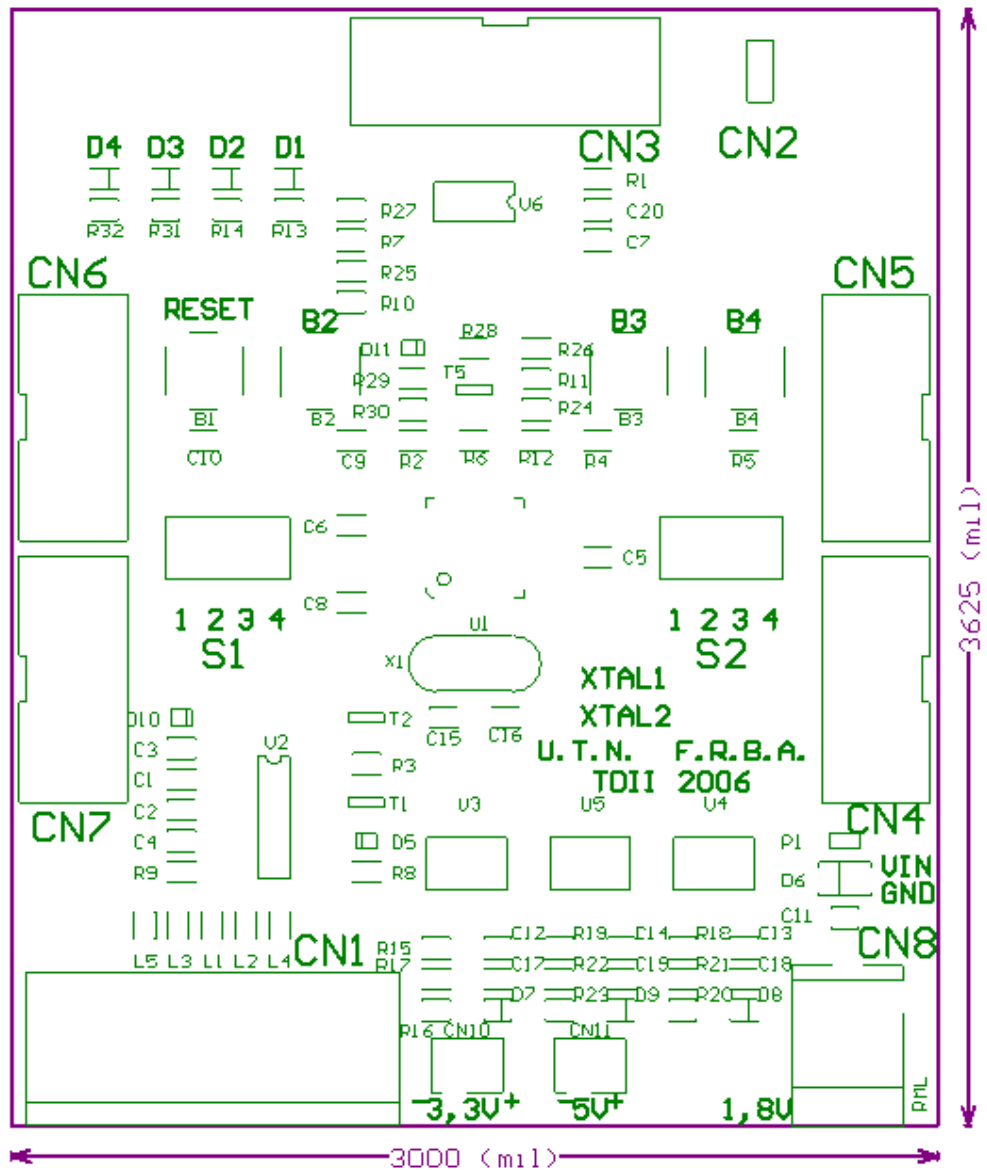 CN3 CN2
D4 D3 D2 D1
R1
R32 R31 R14 R13
R27 U6 C20
R7 C7
R25
R10
CN6 CN5
RESET B2 B3 B4
R28
D11 R26
T5
R29 R11
R30 R24
B1 B2 B3 B4
C10 C9 R2 R6 R12 R4 R5
C6 C5
C8
1 2 3 4 U1 1 2 3 4
S1 X1 S2
XTAL1
XTAL2
D10 T2
C3 U2 C15 C16
U.T.N. F.R.B.A.
C1 R3
TDII 2006
C2 T1 U3 U5 U4
CN7 CN4
C4 D5 P1
R9 R8 D6 VIN
GND
C11
L5 L3 L1 L2 L4 CN1 CN8
R15 C12 R19 C14 R18 C13
R17 C17 R22 C19 R21 C18
D7 R23 D9 R20 D8
R16 CN10 CN11
-3,3V+ -5V+ 1,8V
RML
3625 (mil)
3000 (mil)